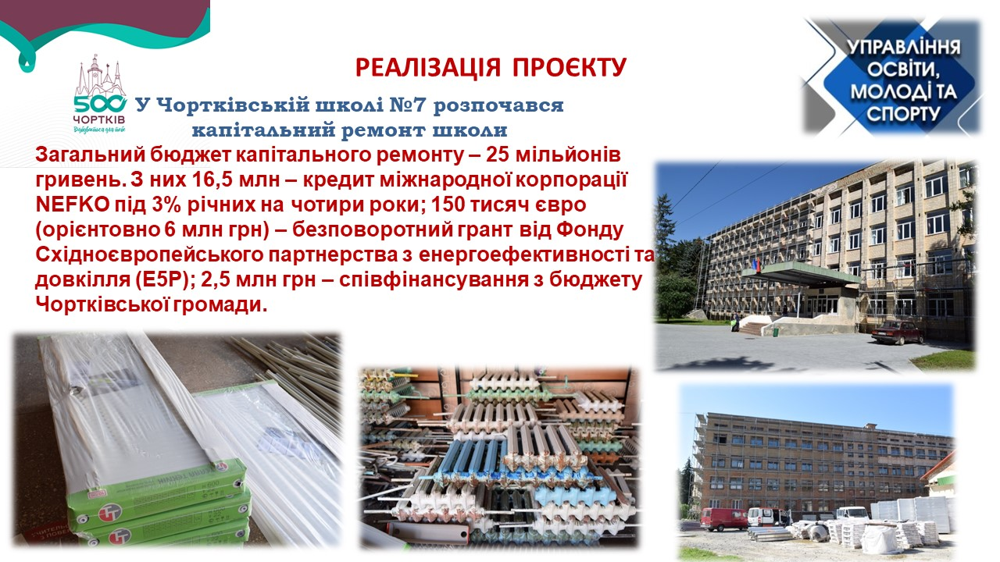 УПРАВЛІННЯ
ОСВІТИ,
МОЛОДІ ТА
СПОРТУ
РЕАЛІЗАЦІЯ ПРОЄКТУ
500
ЧОРТКІВ
У Чортківській школі №7 розпочався
капітальний ремонт школи
Загальний бюджет капітального ремонту – 25 мільйонів
гривень. З них 16,5 млн – кредит міжнародної корпорації
NEFKO під 3% річних на чотири роки; 150 тисяч євро
(орієнтовно 6 млн грн) – безповоротний грант від Фонду
Східноєвропейського партнерства з енергоефективності та
довкілля (Е5Р); 2,5 млн грн – співфінансування з бюджету
Чортківської громади.